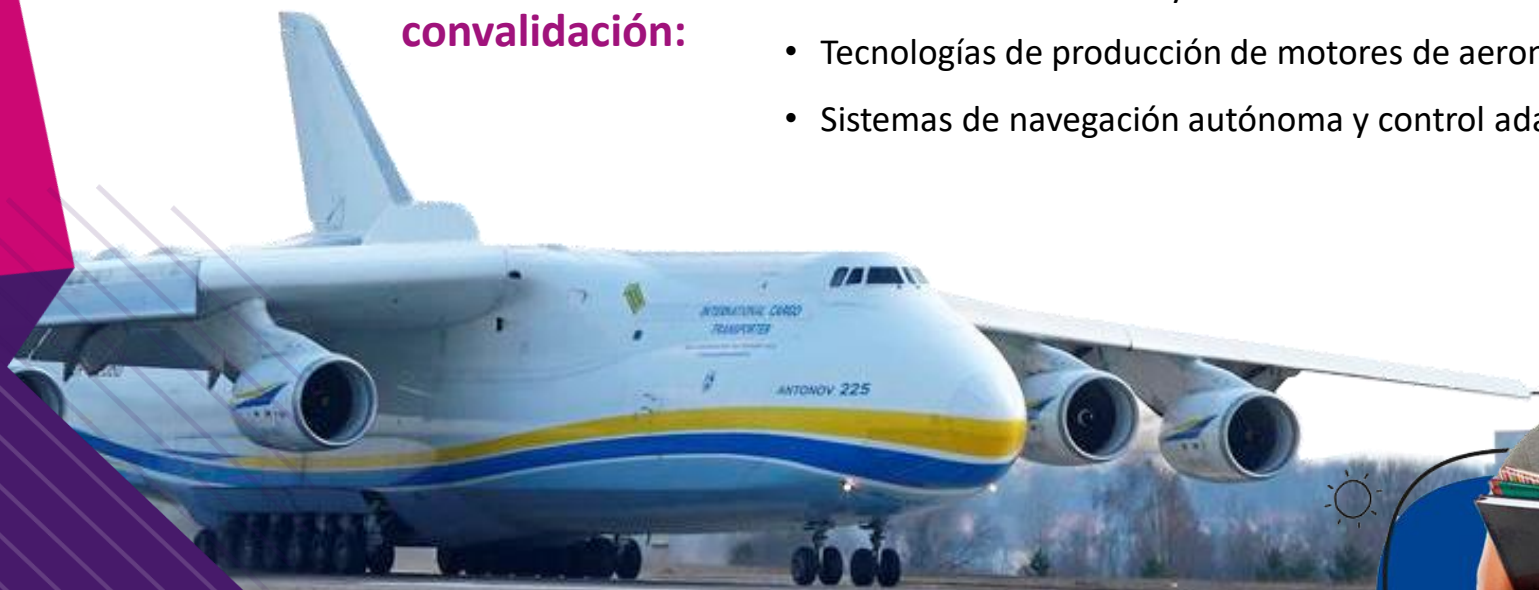 convalidación:
• Tecnologías de producción de motores de aeron
• Sistemas de navegación autónoma y control ada
INTERNATIONAL CARGO
TRANSPORTER
ANTONOV 225